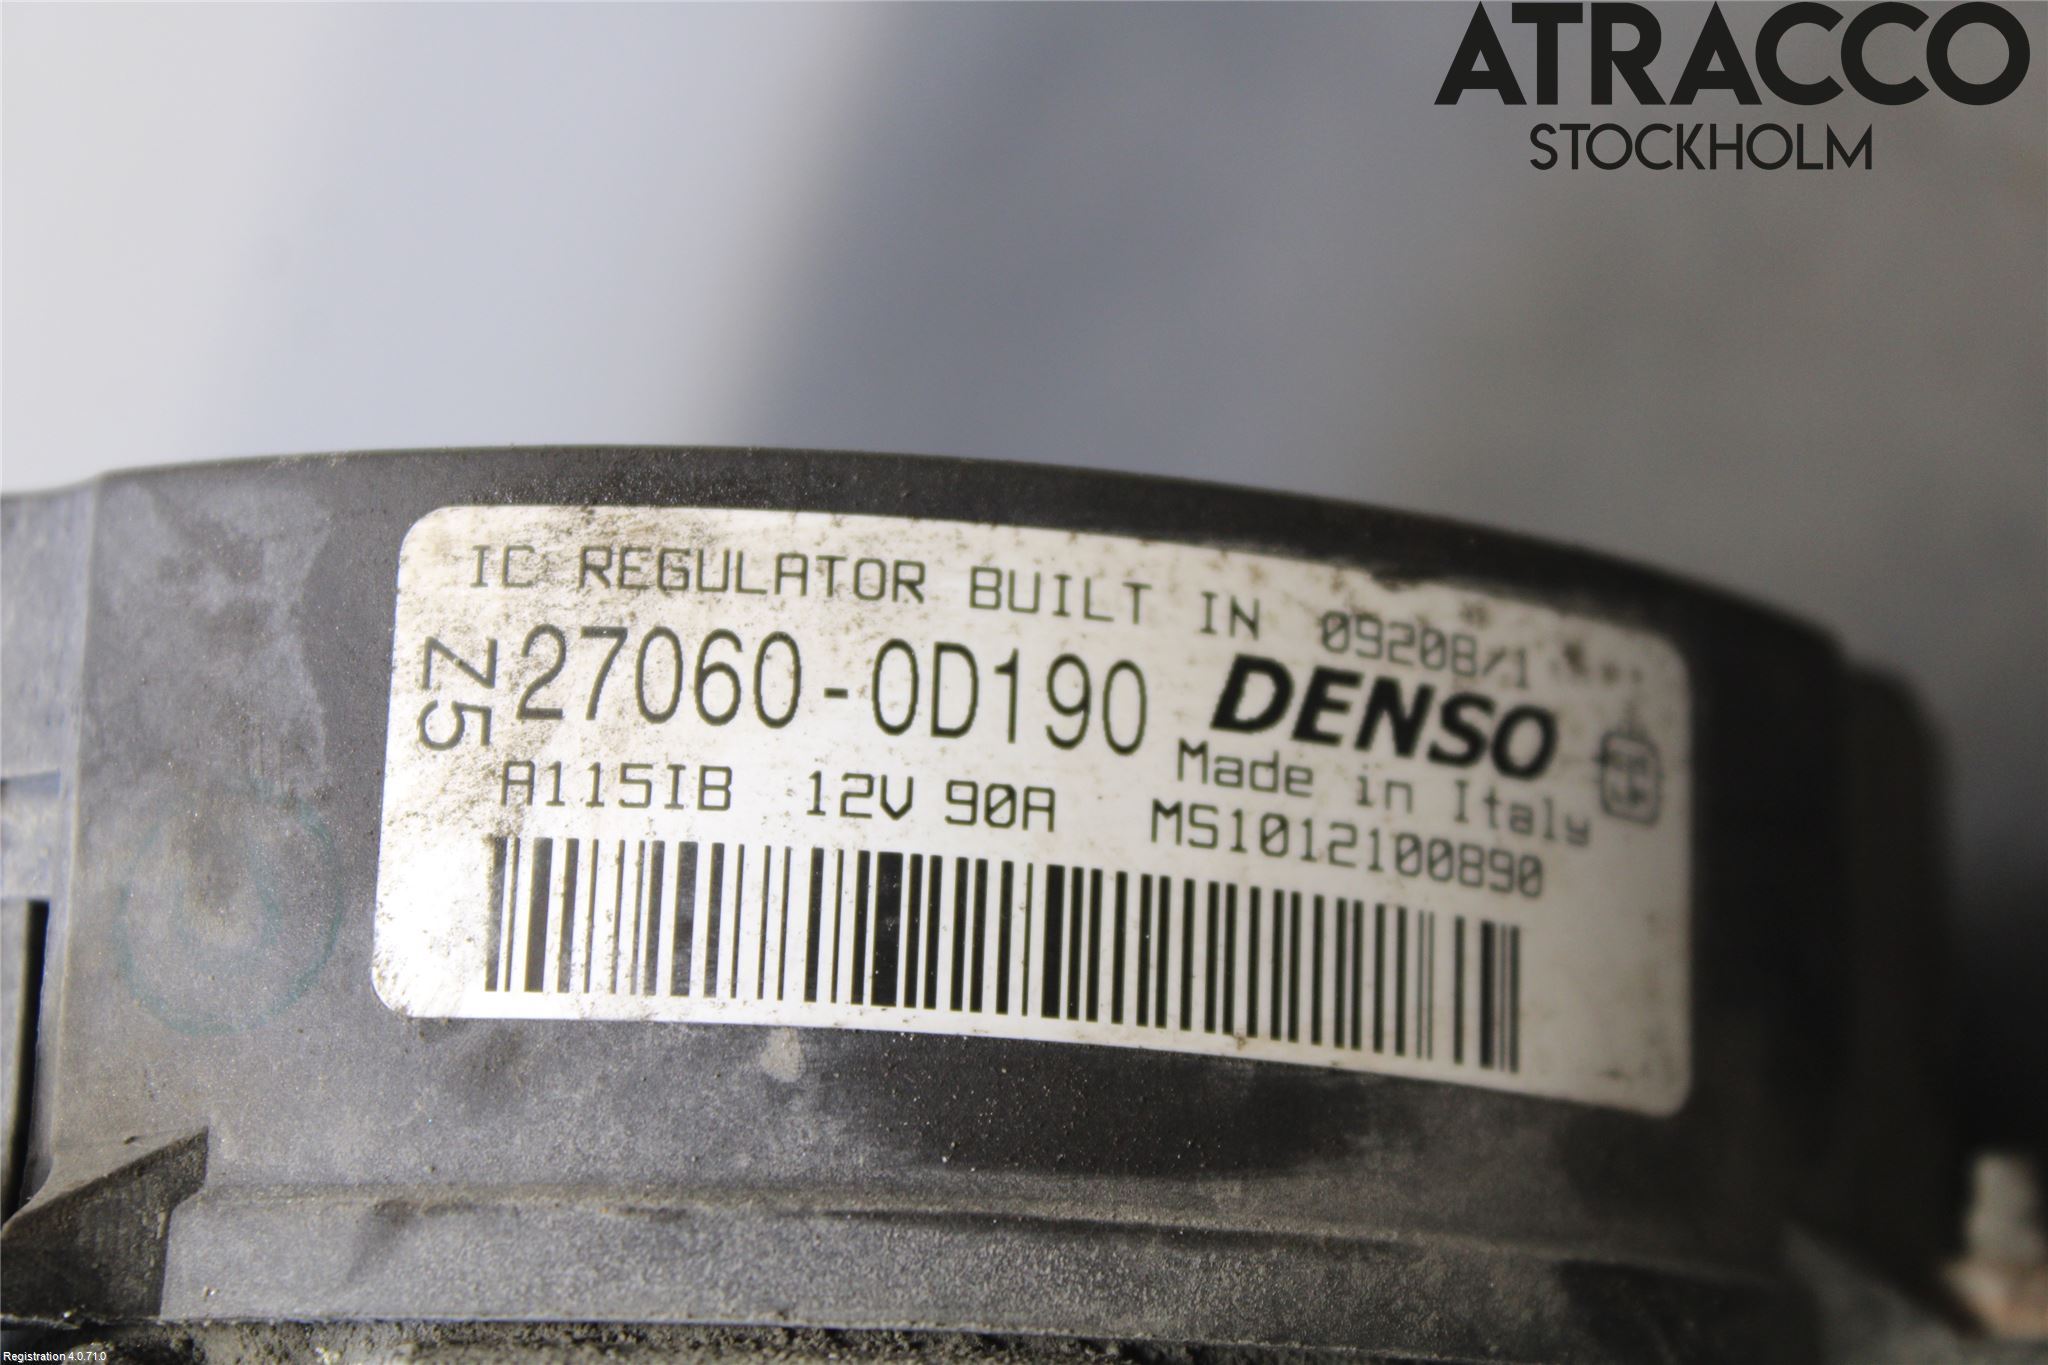 ATRACCO
STOCKHOLM
IC REGULATOR BUILT IN 09208/1
Z5
27060-0D190 DENSO
Made in Italy
A115IB 12V 90A MS1012100890
Registration 4.0.71.0